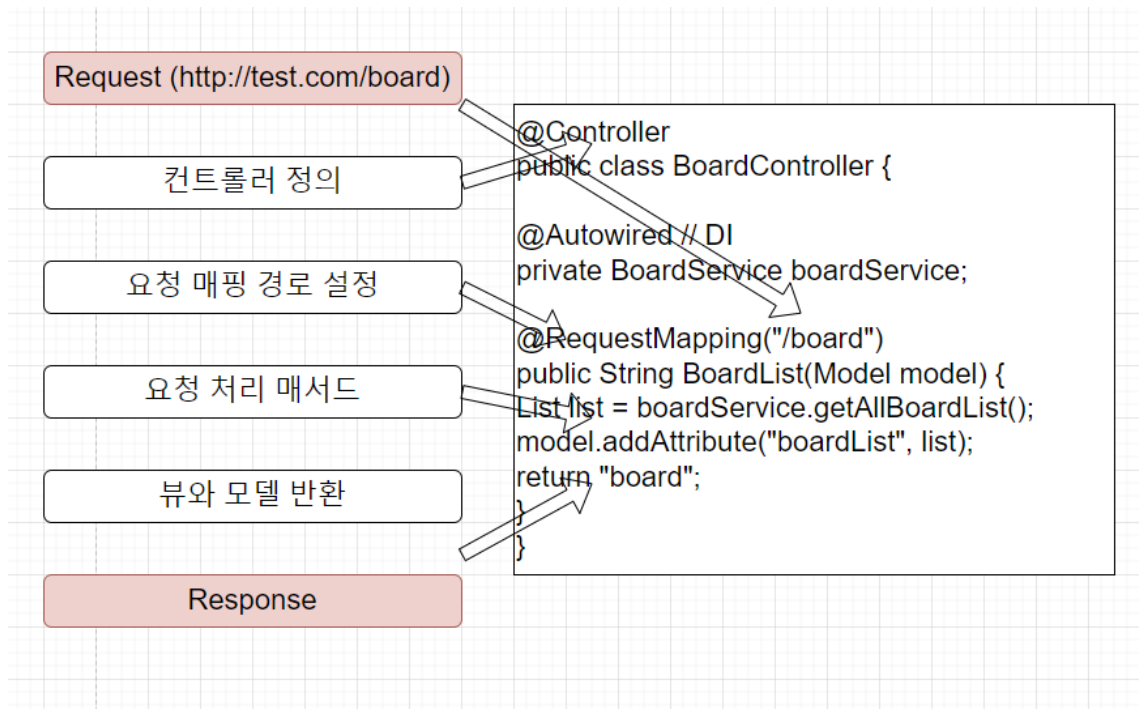 Request (http://test.com/board)
컨트롤러 정의
요청 매핑 경로 설정
요청 처리 매서드
뷰와 모델 반환
Response
@Controller
public class BoardController {
@Autowired // DI
private BoardService boardService;
@RequestMapping("/board")
public String BoardList(Model model) {
List list = boardService.getAllBoardList();
model.addAttribute("boardList", list);
return "board";
}
}